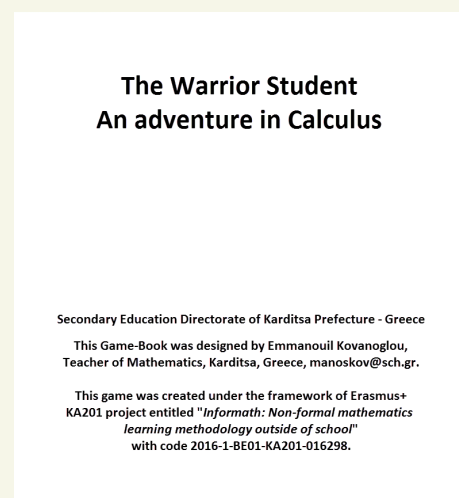 The Warrior Student
An adventure in Calculus
Secondary Education Directorate of Karditsa Prefecture - Greece
This Game-Book was designed by Emmanouil Kovanoglou,
Teacher of Mathematics, Karditsa, Greece, manoskov@sch.gr.
This game was created under the framework of Erasmus+
KA201 project entitled "Informath: Non-formal mathematics
learning methodology outside of school"
with code 2016-1-BE01-KA201-016298.